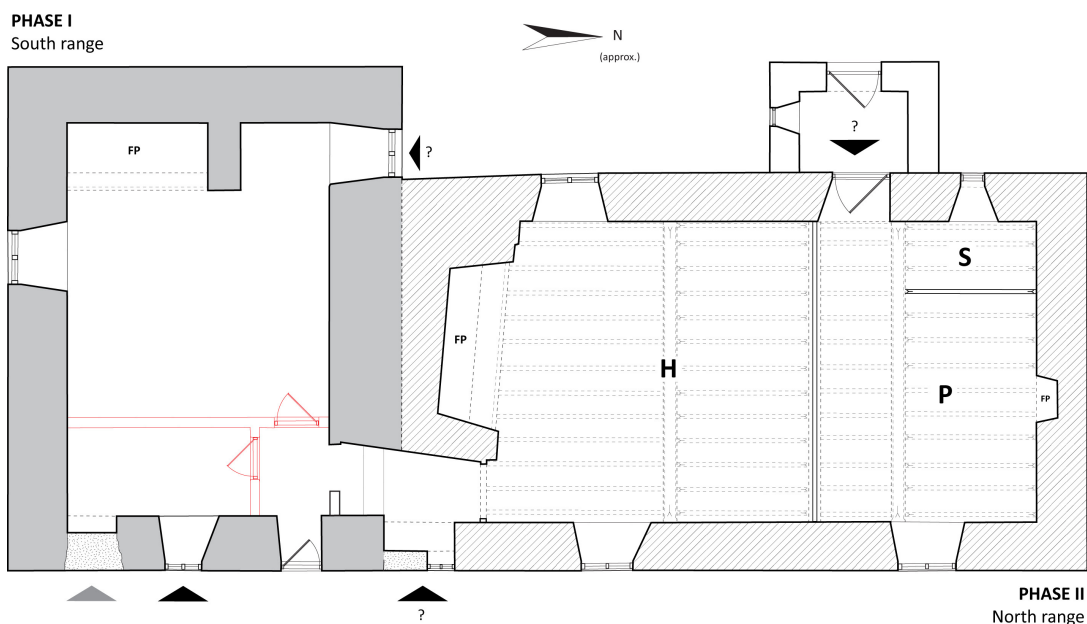 PHASE I
South range
N
(approx.)
FP
?
?
S
FP
H
P
FP
?
PHASE II
North range